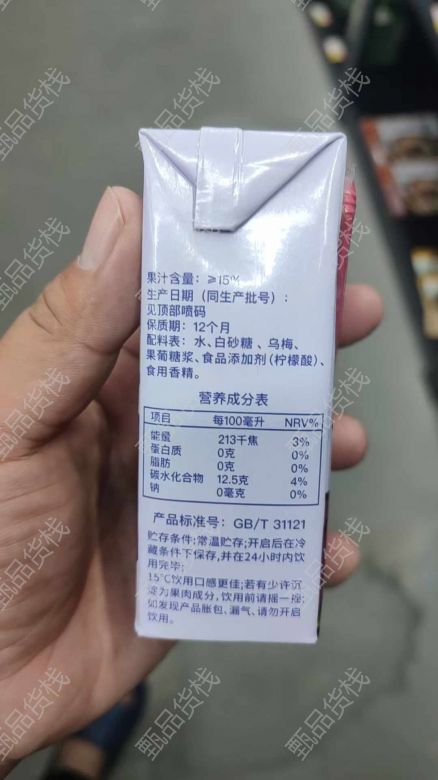 果汁含量：≥15%
生产日期（同生产批号）：
见顶部喷码
保质期：12个月
配料表：水、白砂糖、乌梅、
果葡糖浆、食品添加剂(柠檬酸)、
食用香精。
营养成分表
项目 每100毫升 NRV%
能量 213千焦 3%
蛋白质 0克 0%
脂肪 0克 0%
碳水化合物 12.5克 4%
钠 0毫克 0%
产品标准号：GB/T 31121
贮存条件：常温贮存；开启后在冷
藏条件下保存，并在24小时内饮
用完毕；
15℃饮用口感更佳；若有少许沉
淀为果肉成分，饮用前请摇一摇；
如发现产品胀包、漏气、请勿开启
饮用。
甄品货栈